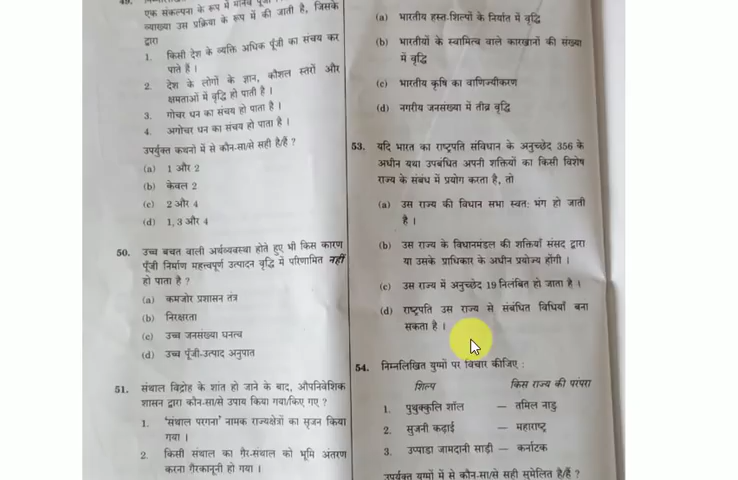 49.
एक संकल्पना के रूप में मानव पूंजी
की जाती है, जिसके
व्याख्या उस प्रक्रिया के रूप में
द्वारा
1. किसी देश के व्यक्ति अधिक पूँजी का संचय कर
पाते हैं ।
2. देश के लोगों के ज्ञान, कौशल स्तरों और
क्षमताओं में वृद्धि हो पाती है ।
3. गोचर धन का संचय हो पाता है ।
4. अगोचर धन का संचय हो पाता है ।
उपर्युक्त कथनों में से कौन-सा/से सही है/हैं ?
(a) 1 और 2
(b) केवल 2
(c) 2 और 4
(d) 1, 3 और 4
50. उच्च बचत वाली अर्थव्यवस्था होते हुए भी किस कारण
पूँजी निर्माण महत्त्वपूर्ण उत्पादन वृद्धि में परिणामित नहीं
हो पाता है ?
(a) कमजोर प्रशासन तंत्र
(b) निरक्षरता
(c) उच्च जनसंख्या घनत्व
(d) उच्च पूँजी-उत्पाद अनुपात
51. संथाल विद्रोह के शांत हो जाने के बाद, औपनिवेशिक
शासन द्वारा कौन-सा/से उपाय किया गया/किए गए ?
1. 'संथाल परगना' नामक राज्यक्षेत्रों का सृजन किया
गया ।
2. किसी संथाल का ग़ैर-संथाल को भूमि अंतरण
करना ग़ैरकानूनी हो गया ।
(a) भारतीय हस्त-शिल्पों के निर्यात में वृद्धि
(b) भारतीयों के स्वामित्व वाले कारखानों की संख्या
में वृद्धि
(c) भारतीय कृषि का वाणिज्यीकरण
(d) नगरीय जनसंख्या में तीव्र वृद्धि
53. यदि भारत का राष्ट्रपति संविधान के अनुच्छेद 356 के
अधीन यथा उपबंधित अपनी शक्तियों का किसी विशेष
राज्य के संबंध में प्रयोग करता है, तो
(a) उस राज्य की विधान सभा स्वत: भंग हो जाती
है ।
(b) उस राज्य के विधानमंडल की शक्तियाँ संसद द्वारा
या उसके प्राधिकार के अधीन प्रयोज्य होंगी ।
(c) उस राज्य में अनुच्छेद 19 निलंबित हो जाता है ।
(d) राष्ट्रपति उस राज्य से संबंधित विधियाँ बना
सकता है ।
54. निम्नलिखित युग्मों पर विचार कीजिए :
शिल्प किस राज्य की परंपरा
1. पुथुक्कुलि शॉल — तमिल नाडु
2. सुजनी कढ़ाई — महाराष्ट्र
3. उप्पाडा जामदानी साड़ी — कर्नाटक
उपर्युक्त युग्मों में से कौन-सा/से सही सुमेलित है/हैं ?